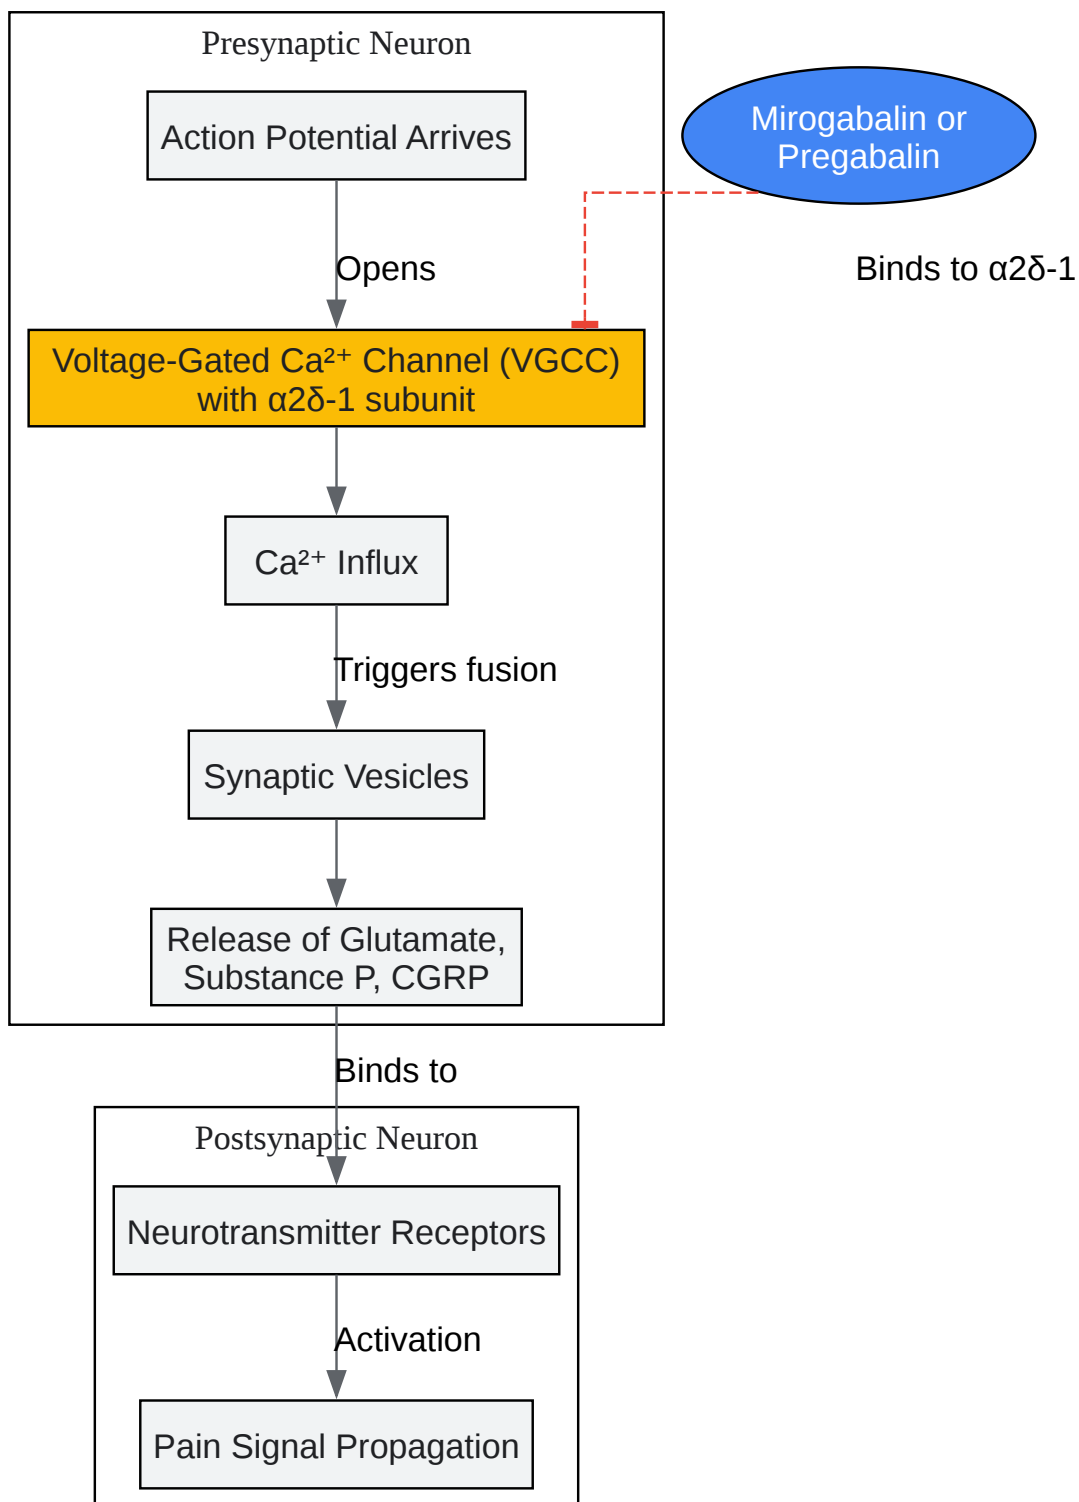 Presynaptic Neuron
Action Potential Arrives
Mirogabalin or
Pregabalin
Opens
Binds to α2δ-1
Voltage-Gated Ca²⁺ Channel (VGCC)
with α2δ-1 subunit
Ca²⁺ Influx
Triggers fusion
Synaptic Vesicles
Release of Glutamate,
Substance P, CGRP
Binds to
Postsynaptic Neuron
Neurotransmitter Receptors
Activation
Pain Signal Propagation